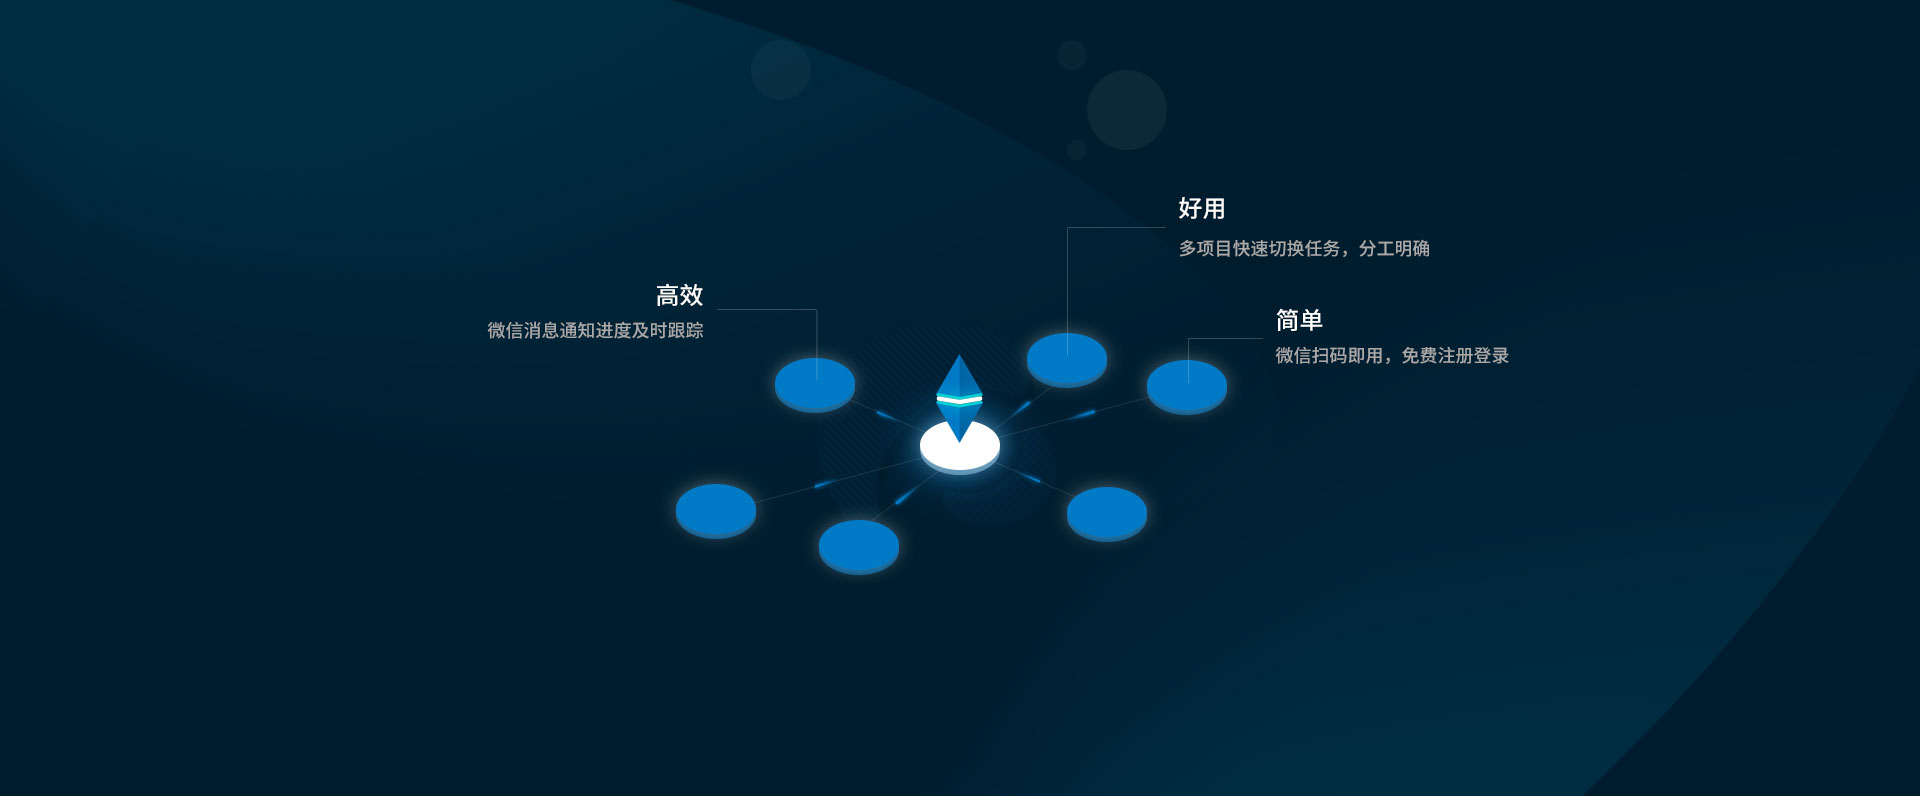 好用
多项目快速切换任务，分工明确
高效
微信消息通知进度及时跟踪
简单
微信扫码即用，免费注册登录